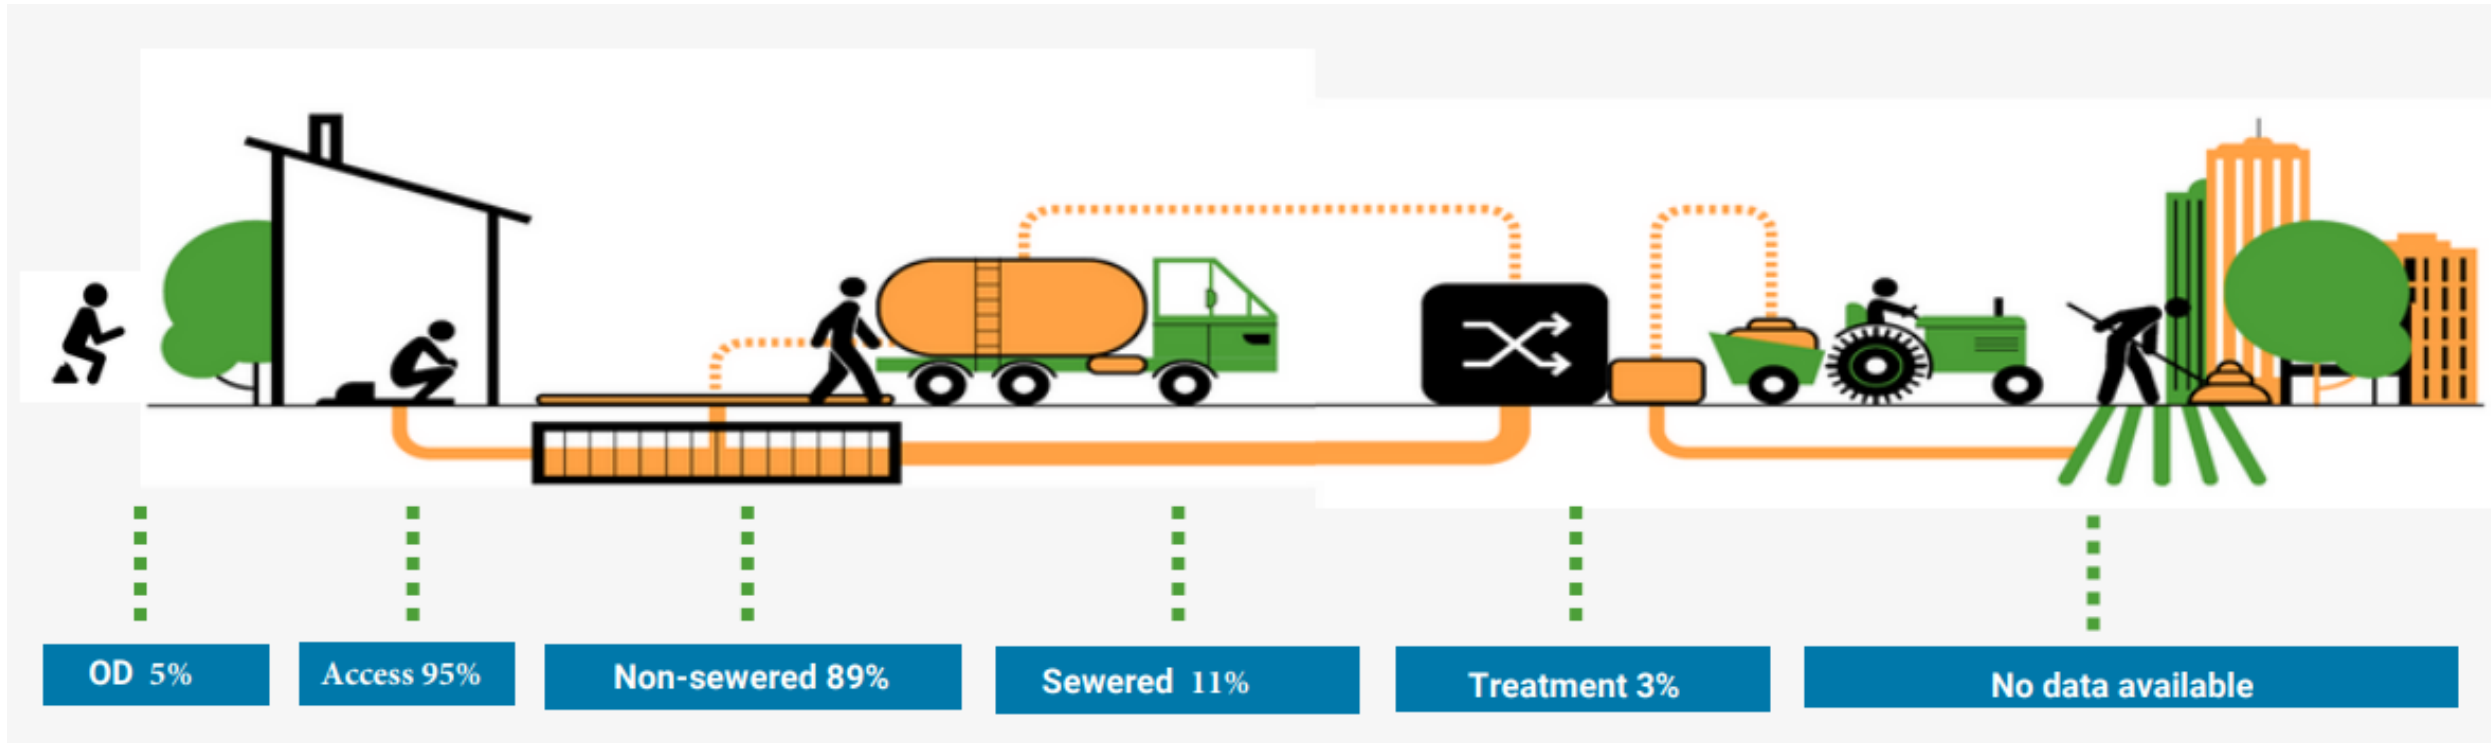 OD 5%
Access 95%
Non-sewered 89%
Sewered 11%
Treatment 3%
No data available